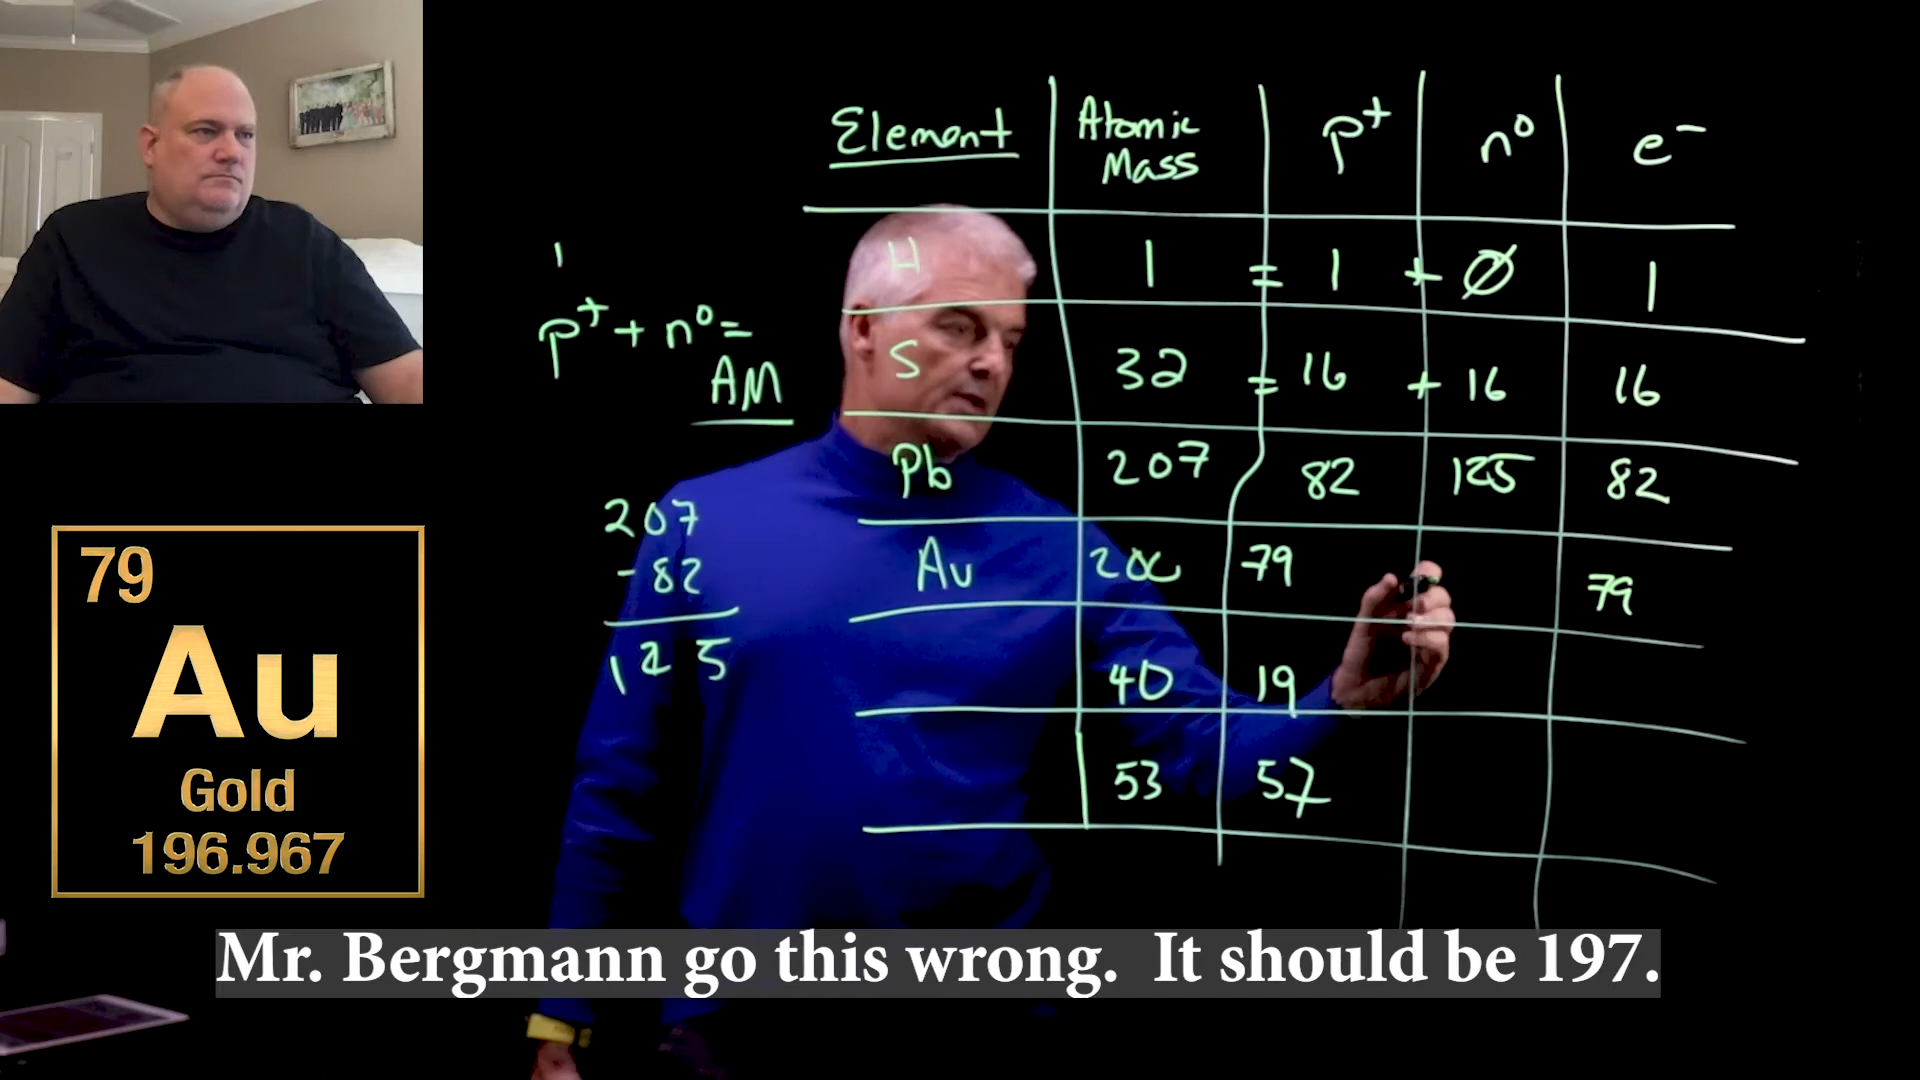 Element Atomic Mass p⁺ n⁰ e⁻
H 1 = 1 + ∅ 1
S 32 = 16 + 16 16
Pb 207 82 125 82
Au 200 79 79
40 19
53 57
1
p⁺ + n⁰ =
AM
207
-82
125
79
Au
Gold
196.967
Mr. Bergmann go this wrong. It should be 197.